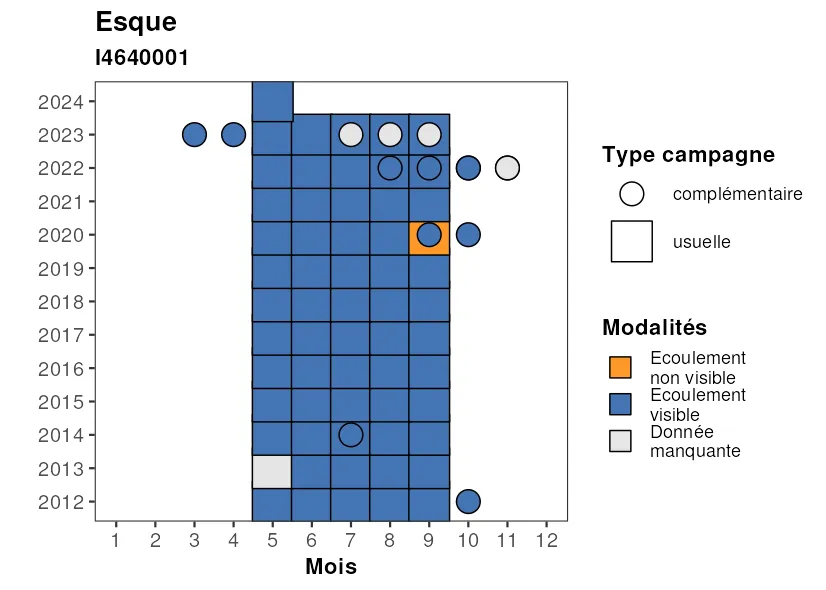 Esque
I4640001
2024
2023
2022
2021
2020
2019
2018
2017
2016
2015
2014
2013
2012
1 2 3 4 5 6 7 8 9 10 11 12
Mois
Type campagne
complémentaire
usuelle
Modalités
Ecoulement
non visible
Ecoulement
visible
Donnée
manquante